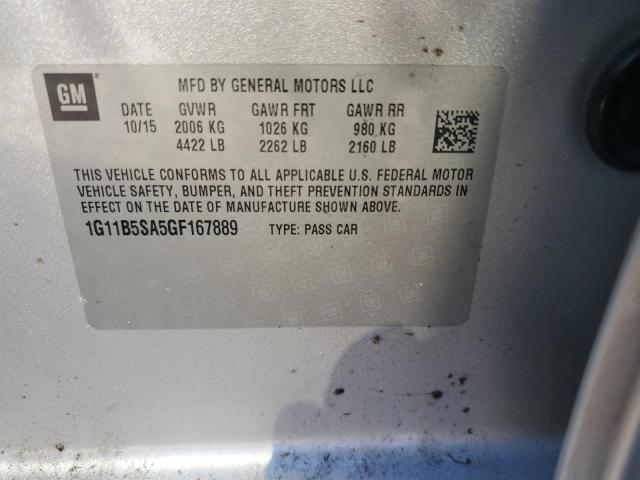 GM
MFD BY GENERAL MOTORS LLC
DATE GVWR GAWR FRT GAWR RR
10/15 2006 KG 1026 KG 980 KG
4422 LB 2262 LB 2160 LB
THIS VEHICLE CONFORMS TO ALL APPLICABLE U.S. FEDERAL MOTOR
VEHICLE SAFETY, BUMPER, AND THEFT PREVENTION STANDARDS IN
EFFECT ON THE DATE OF MANUFACTURE SHOWN ABOVE.
1G11B5SA5GF167889 TYPE: PASS CAR